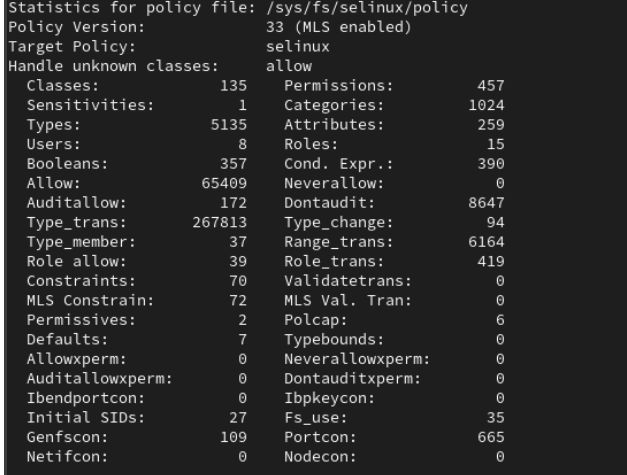 Statistics for policy file: /sys/fs/selinux/policy
Policy Version:             33 (MLS enabled)
Target Policy:              selinux
Handle unknown classes:     allow
  Classes:             135    Permissions:         457
  Sensitivities:         1    Categories:         1024
  Types:              5135    Attributes:          259
  Users:                 8    Roles:                15
  Booleans:            357    Cond. Expr.:         390
  Allow:             65409    Neverallow:            0
  Auditallow:          172    Dontaudit:          8647
  Type_trans:       267813    Type_change:          94
  Type_member:          37    Range_trans:        6164
  Role allow:           39    Role_trans:          419
  Constraints:          70    Validatetrans:         0
  MLS Constrain:        72    MLS Val. Tran:         0
  Permissives:           2    Polcap:                6
  Defaults:              7    Typebounds:            0
  Allowxperm:            0    Neverallowxperm:       0
  Auditallowxperm:       0    Dontauditxperm:        0
  Ibendportcon:          0    Ibpkeycon:             0
  Initial SIDs:         27    Fs_use:               35
  Genfscon:            109    Portcon:             665
  Netifcon:              0    Nodecon:               0